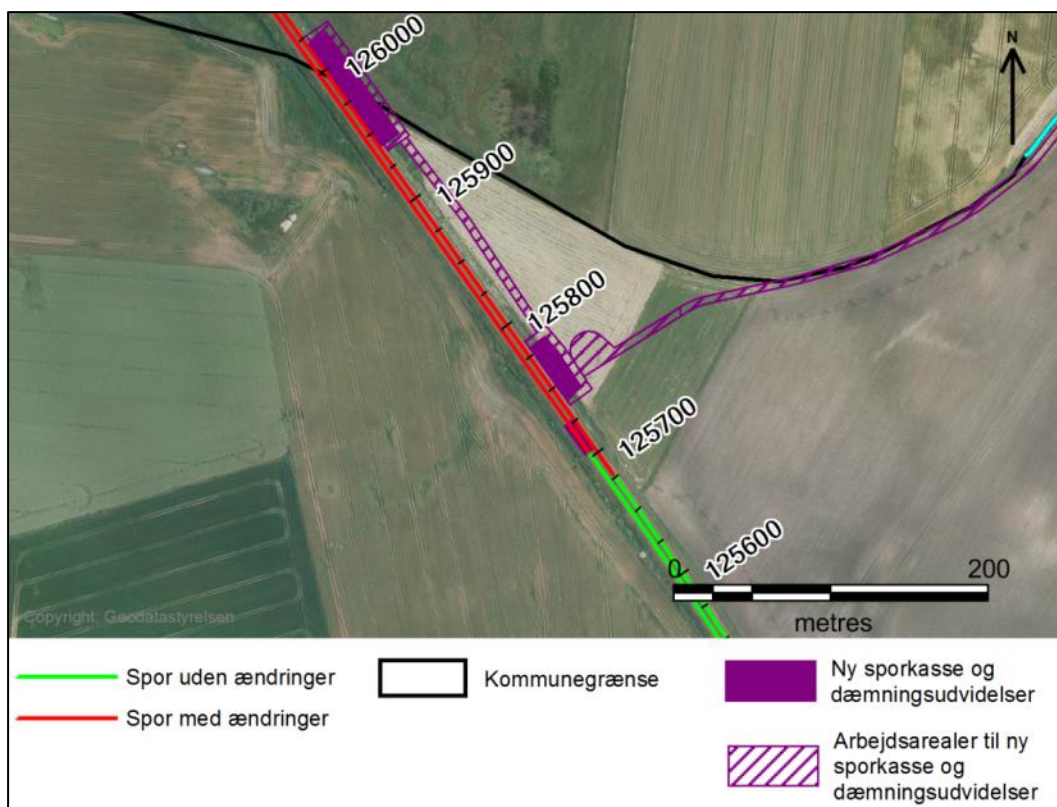 N
126000
125900
125800
125700
125600
0 200
metres
Copyright: Geodatastyrelsen
Spor uden ændringer
Spor med ændringer
Kommunegrænse
Ny sporkasse og
dæmningsudvidelser
Arbejdsarealer til ny
sporkasse og
dæmningsudvidelser